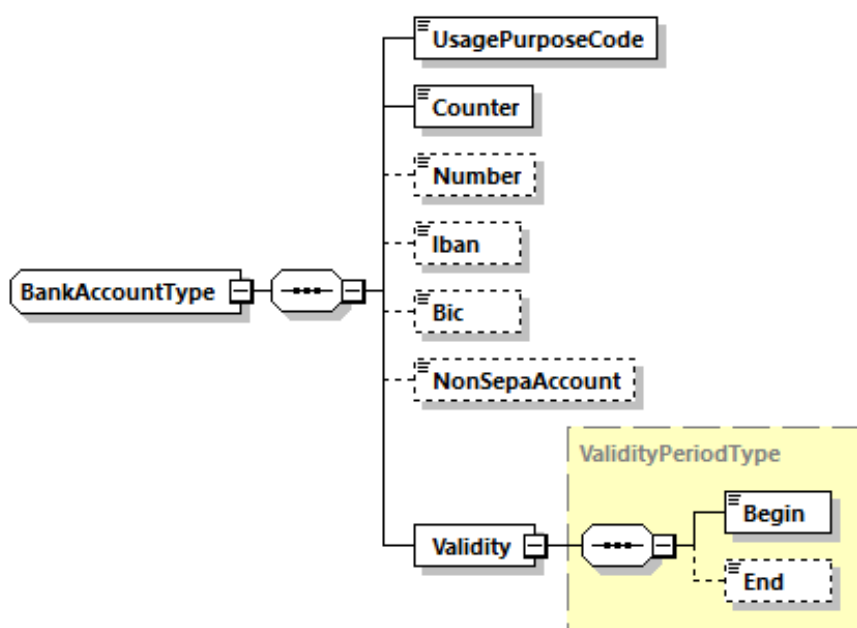 UsagePurposeCode
Counter
Number
Iban
BankAccountType
Bic
NonSepaAccount
ValidityPeriodType
Begin
Validity
End